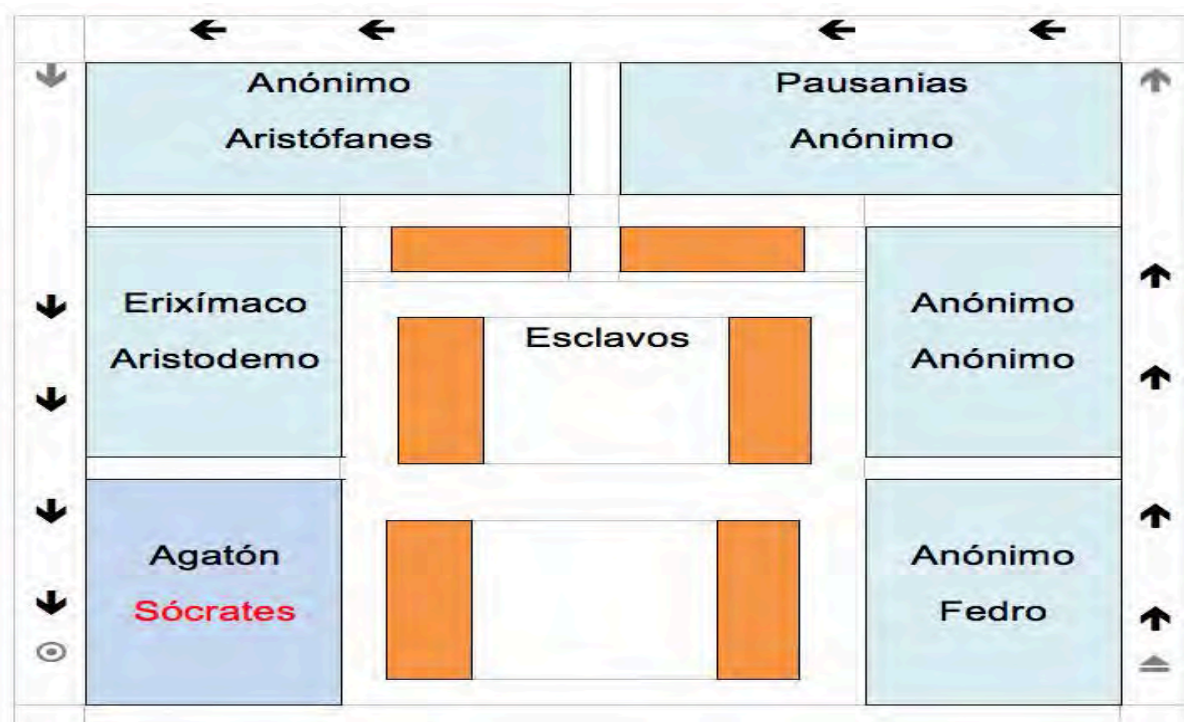 Anónimo
Aristófanes
Pausanias
Anónimo
Erixímaco
Aristodemo
Esclavos
Anónimo
Anónimo
Agatón
Sócrates
Anónimo
Fedro